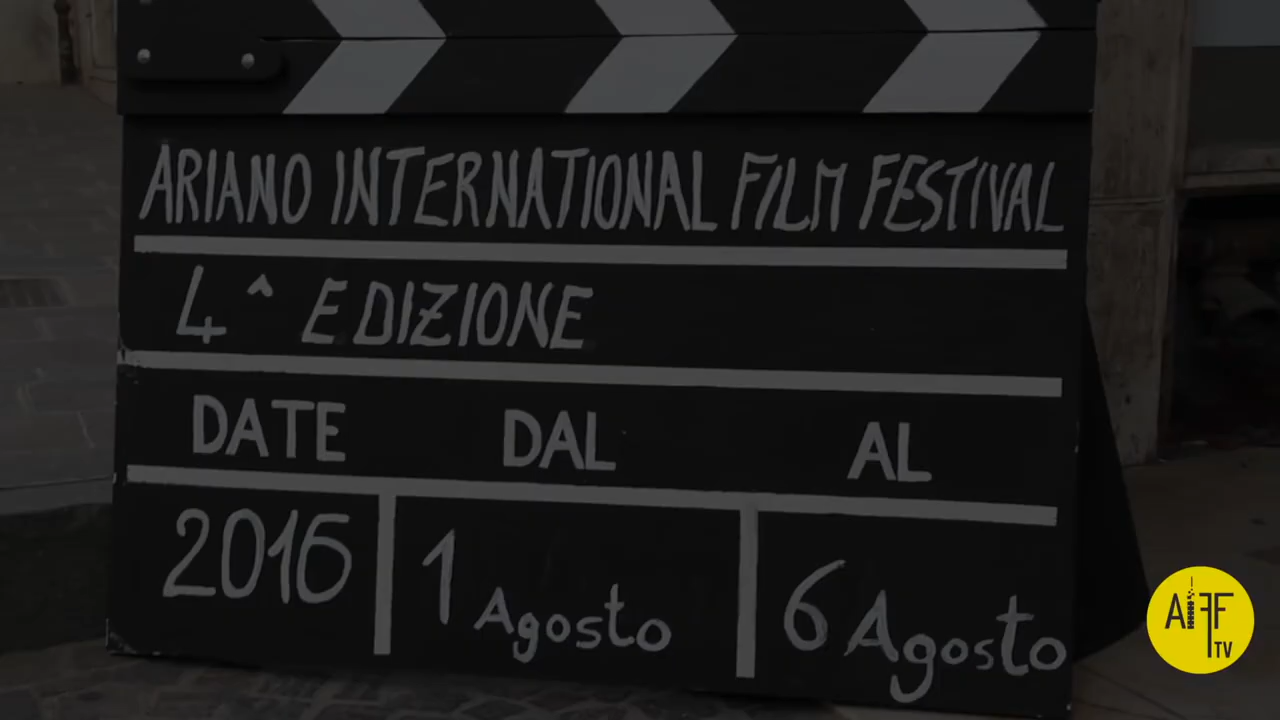 ARIANO INTERNATIONAL FILM FESTIVAL
4^ EDIZIONE
DATE DAL AL
2016 1 Agosto 6 Agosto
AIFF
TV